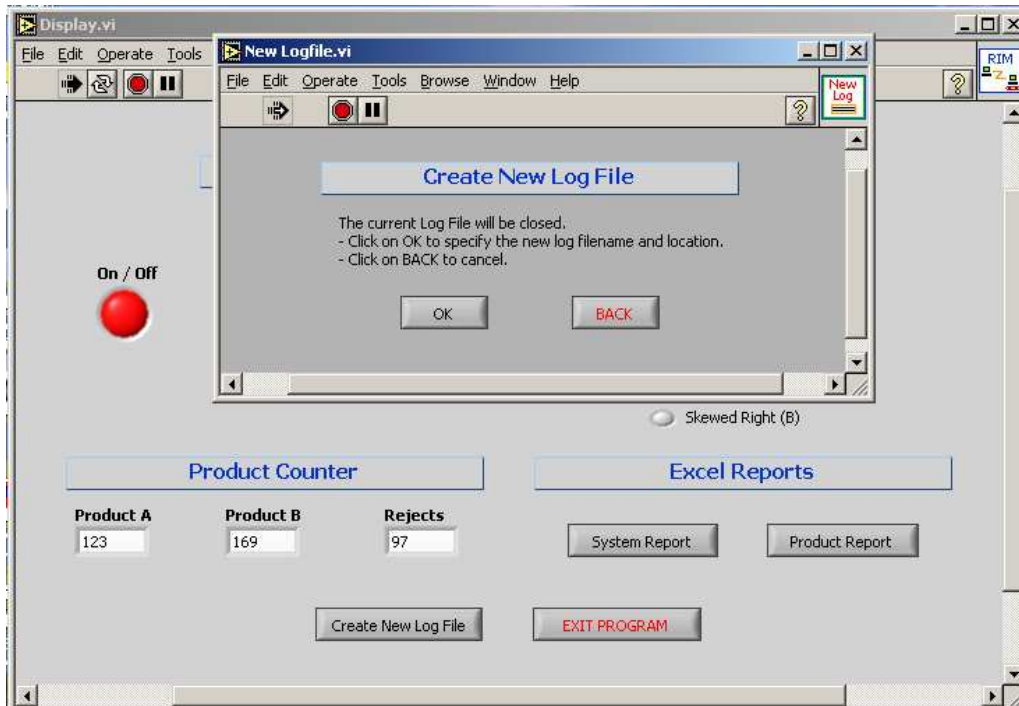 Display.vi
File Edit Operate Tools
RIM
New Logfile.vi
File Edit Operate Tools Browse Window Help
?
New
Log
?
Create New Log File
The current Log File will be closed.
- Click on OK to specify the new log filename and location.
- Click on BACK to cancel.
OK
BACK
On / Off
Skewed Right (B)
Product Counter
Excel Reports
Product A
Product B
Rejects
123
169
97
System Report
Product Report
Create New Log File
EXIT PROGRAM